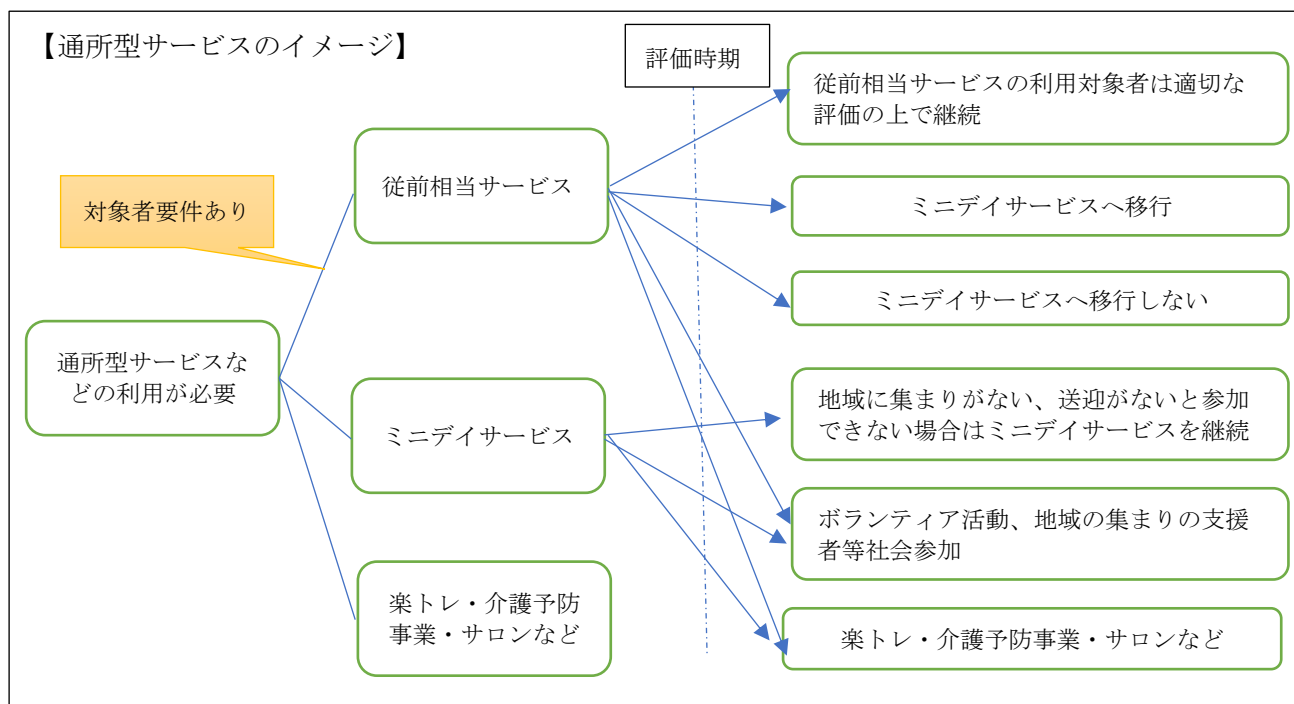 【通所型サービスのイメージ】
評価時期
対象者要件あり
通所型サービスな
どの利用が必要
従前相当サービス
ミニデイサービス
楽トレ・介護予防
事業・サロンなど
従前相当サービスの利用対象者は適切な
評価の上で継続
ミニデイサービスへ移行
ミニデイサービスへ移行しない
地域に集まりがない、送迎がないと参加
できない場合はミニデイサービスを継続
ボランティア活動、地域の集まりの支援
者等社会参加
楽トレ・介護予防事業・サロンなど